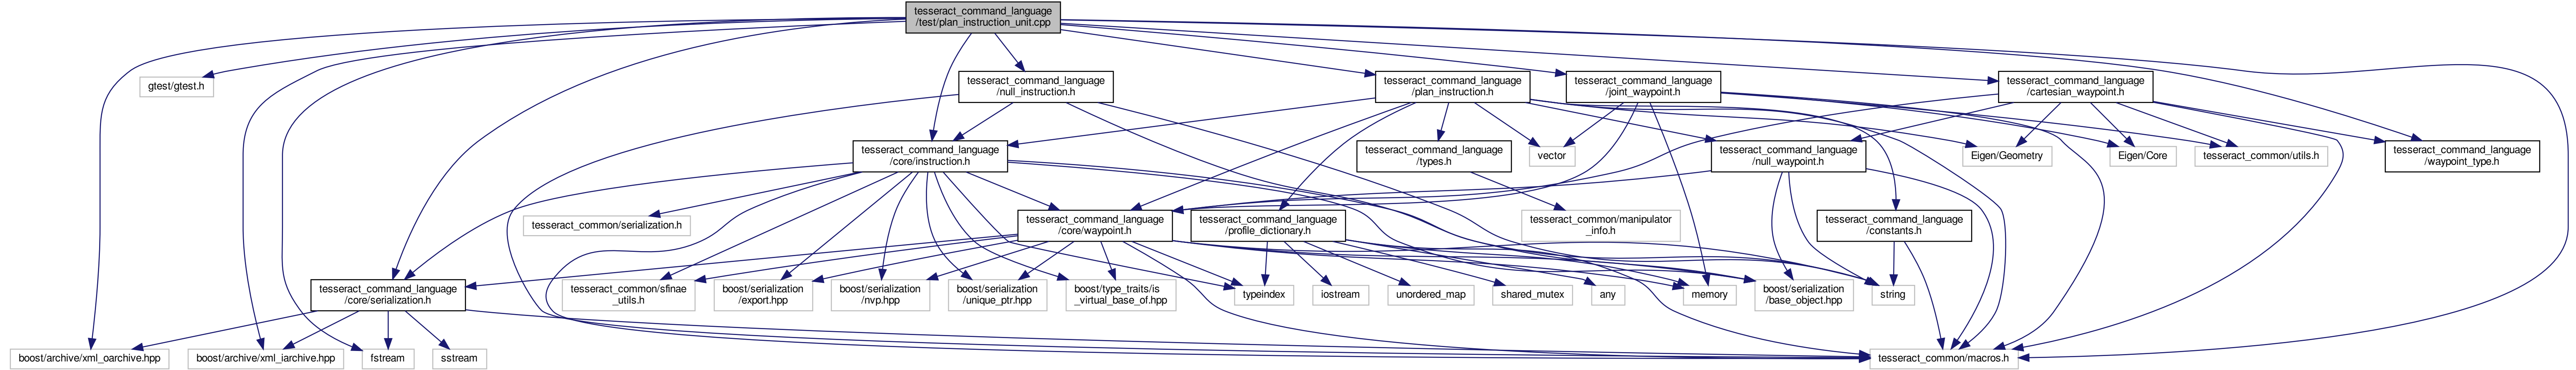 tesseract_command_language
/test/plan_instruction_unit.cpp
gtest/gtest.h
tesseract_command_language
/null_instruction.h
tesseract_command_language
/plan_instruction.h
tesseract_command_language
/joint_waypoint.h
tesseract_command_language
/cartesian_waypoint.h
tesseract_command_language
/core/instruction.h
tesseract_command_language
/types.h
vector
tesseract_command_language
/null_waypoint.h
Eigen/Geometry
Eigen/Core
tesseract_common/utils.h
tesseract_command_language
/waypoint_type.h
tesseract_common/serialization.h
tesseract_command_language
/core/waypoint.h
tesseract_command_language
/profile_dictionary.h
tesseract_common/manipulator
_info.h
tesseract_command_language
/constants.h
tesseract_command_language
/core/serialization.h
tesseract_common/sfinae
_utils.h
boost/serialization
/export.hpp
boost/serialization
/nvp.hpp
boost/serialization
/unique_ptr.hpp
boost/type_traits/is
_virtual_base_of.hpp
typeindex
iostream
unordered_map
shared_mutex
any
memory
boost/serialization
/base_object.hpp
string
boost/archive/xml_oarchive.hpp
boost/archive/xml_iarchive.hpp
fstream
sstream
tesseract_common/macros.h